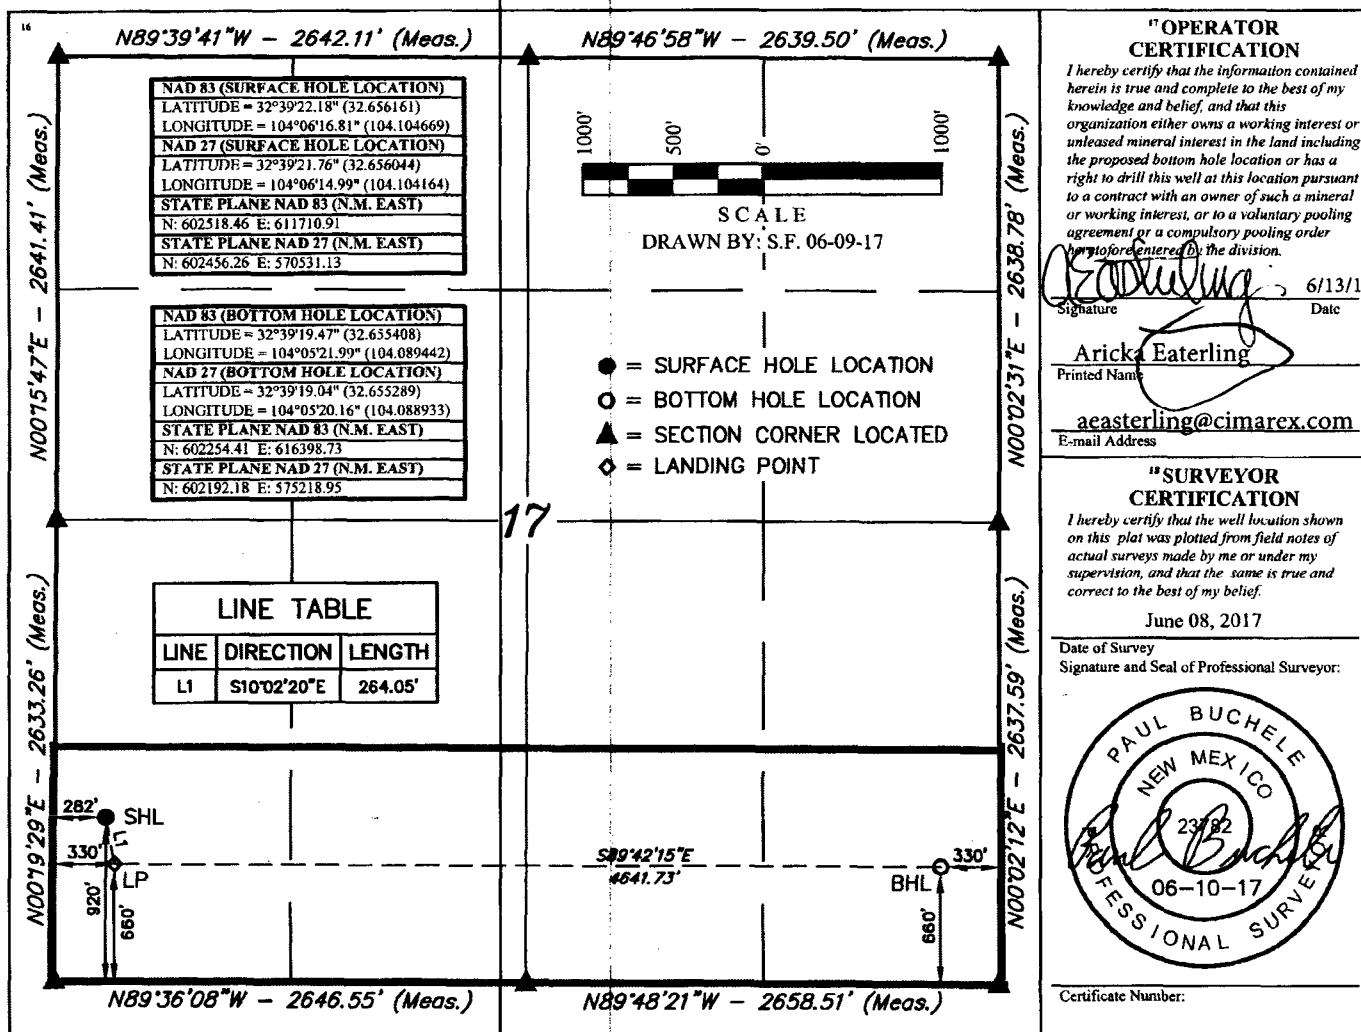 16
N89°39'41"W – 2642.11' (Meas.)
N89°46'58"W – 2639.50' (Meas.)
N00°15'47"E – 2641.41' (Meas.)
NAD 83 (SURFACE HOLE LOCATION)
LATITUDE = 32°39'22.18" (32.656161)
LONGITUDE = 104°06'16.81" (104.104669)
NAD 27 (SURFACE HOLE LOCATION)
LATITUDE = 32°39'21.76" (32.656044)
LONGITUDE = 104°06'14.99" (104.104164)
STATE PLANE NAD 83 (N.M. EAST)
N: 602518.46 E: 611710.91
STATE PLANE NAD 27 (N.M. EAST)
N: 602456.26 E: 570531.13
NAD 83 (BOTTOM HOLE LOCATION)
LATITUDE = 32°39'19.47" (32.655408)
LONGITUDE = 104°05'21.99" (104.089442)
NAD 27 (BOTTOM HOLE LOCATION)
LATITUDE = 32°39'19.04" (32.655289)
LONGITUDE = 104°05'20.16" (104.088933)
STATE PLANE NAD 83 (N.M. EAST)
N: 602254.41 E: 616398.73
STATE PLANE NAD 27 (N.M. EAST)
N: 602192.18 E: 575218.95
1000' 500' 0' 1000'
SCALE
DRAWN BY: S.F. 06-09-17
= SURFACE HOLE LOCATION
= BOTTOM HOLE LOCATION
= SECTION CORNER LOCATED
= LANDING POINT
N00°02'31"E – 2638.78' (Meas.)
17
LINE TABLE
LINE DIRECTION LENGTH
L1 S10°02'20"E 264.05'
N00°19'29"E – 2633.26' (Meas.)
N00°02'12"E – 2637.59' (Meas.)
282' SHL
L1
330' LP
920'
660'
S89°42'15"E
4641.73'
BHL 330'
660'
N89°36'08"W – 2646.55' (Meas.)
N89°48'21"W – 2658.51' (Meas.)
17 OPERATOR
CERTIFICATION
I hereby certify that the information contained
herein is true and complete to the best of my
knowledge and belief, and that this
organization either owns a working interest or
unleased mineral interest in the land including
the proposed bottom hole location or has a
right to drill this well at this location pursuant
to a contract with an owner of such a mineral
or working interest, or to a voluntary pooling
agreement or a compulsory pooling order
heretofore entered by the division.
6/13/1
Signature Date
Aricka Eaterling
Printed Name
aeasterling@cimarex.com
E-mail Address
18 SURVEYOR
CERTIFICATION
I hereby certify that the well location shown
on this plat was plotted from field notes of
actual surveys made by me or under my
supervision, and that the same is true and
correct to the best of my belief.
June 08, 2017
Date of Survey
Signature and Seal of Professional Surveyor:
PAUL BUCHELE
NEW MEXICO
23782
Paul Buchele
06-10-17
PROFESSIONAL SURVEYOR
Certificate Number: